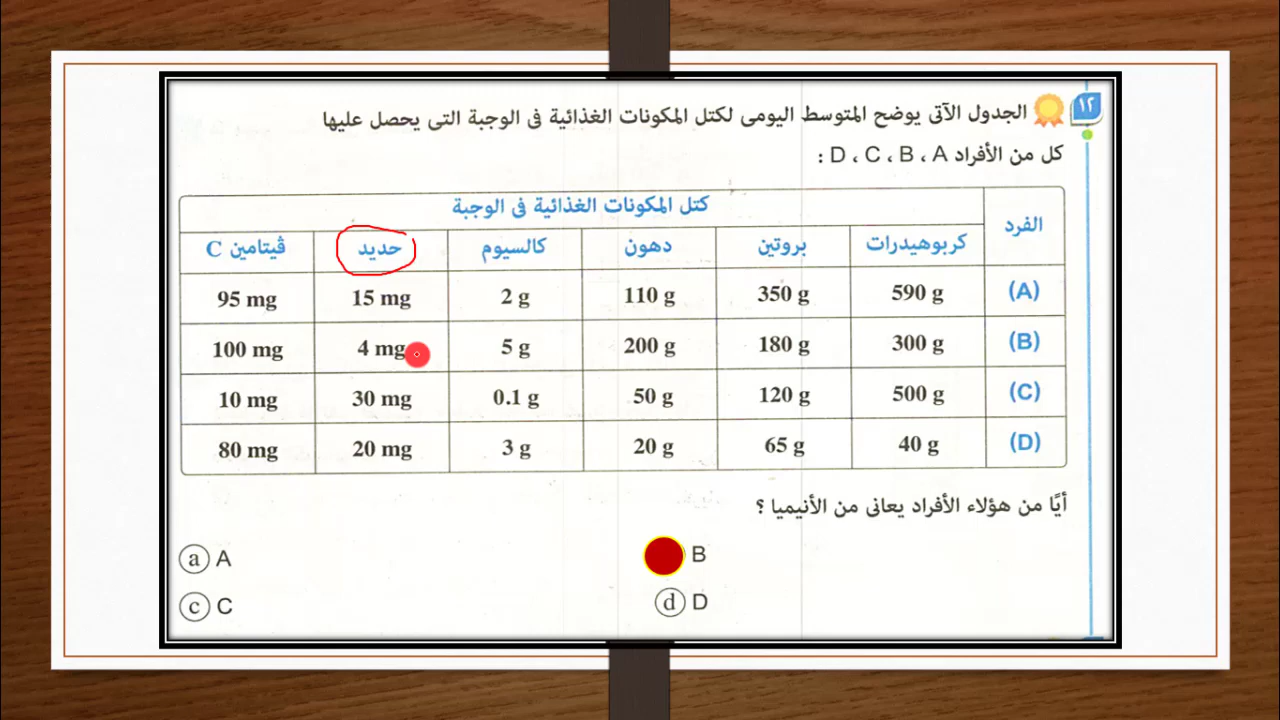 ١٢ الجدول الآتى يوضح المتوسط اليومى لكتل المكونات الغذائية فى الوجبة التى يحصل عليها
كل من الأفراد D ، C ، B ، A :
الفرد كتل المكونات الغذائية فى الوجبة
كربوهيدرات بروتين دهون كالسيوم حديد ڤيتامين C
(A) 590 g 350 g 110 g 2 g 15 mg 95 mg
(B) 300 g 180 g 200 g 5 g 4 mg 100 mg
(C) 500 g 120 g 50 g 0.1 g 30 mg 10 mg
(D) 40 g 65 g 20 g 3 g 20 mg 80 mg
أيًا من هؤلاء الأفراد يعانى من الأنيميا ؟
a A B
c C d D